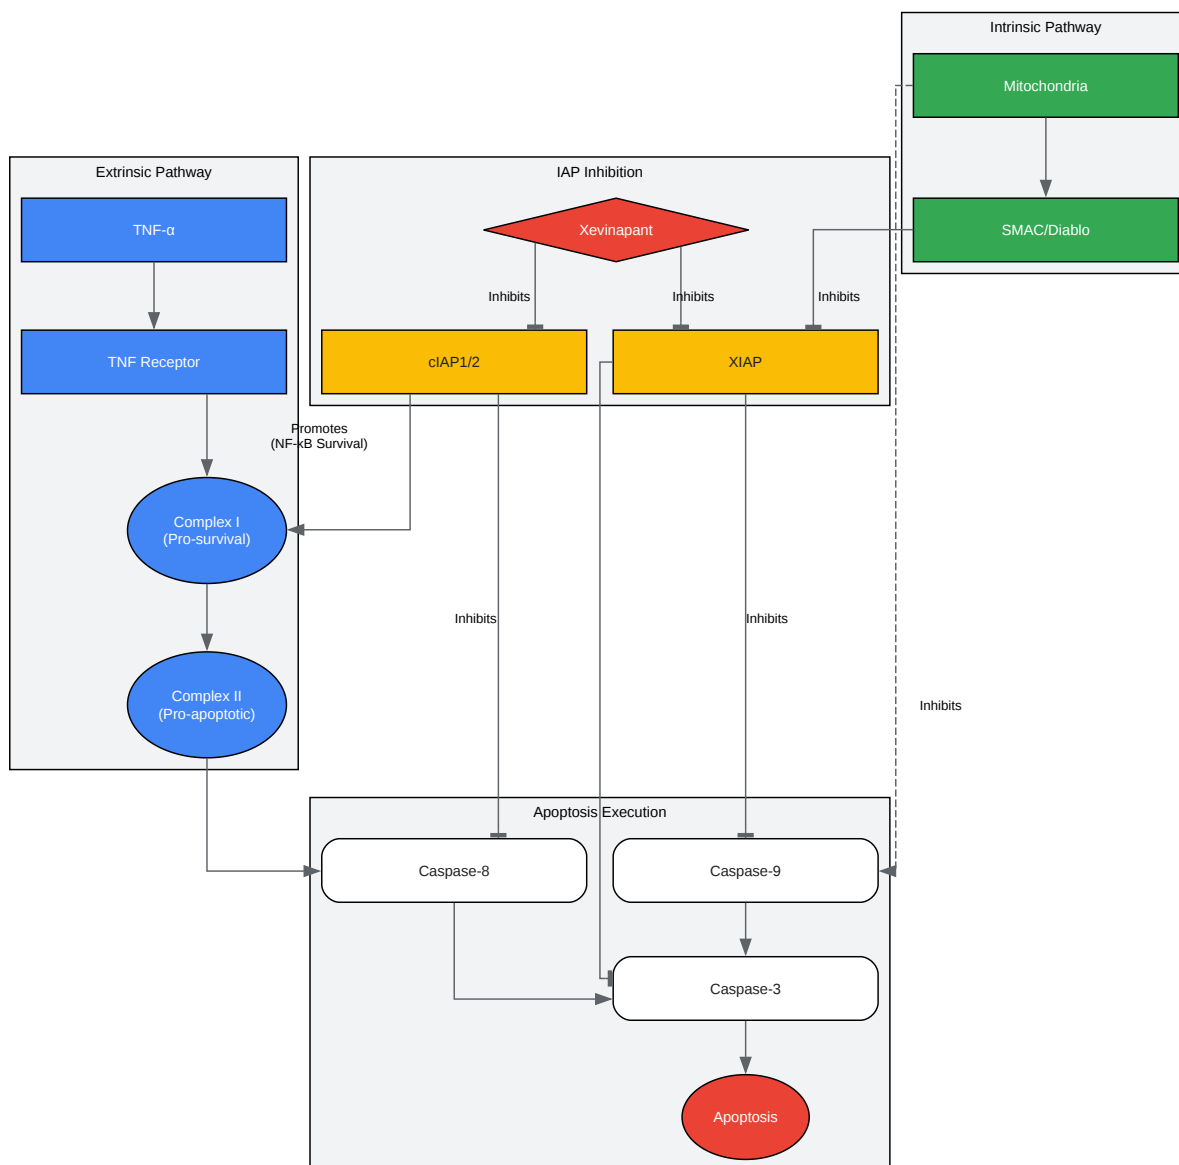 Intrinsic Pathway
Mitochondria
SMAC/Diablo
Extrinsic Pathway
TNF-α
TNF Receptor
Complex I
(Pro-survival)
Complex II
(Pro-apoptotic)
IAP Inhibition
Xevinapant
Inhibits
Inhibits
Inhibits
cIAP1/2
XIAP
Promotes
(NF-kB Survival)
Inhibits
Inhibits
Inhibits
Apoptosis Execution
Caspase-8
Caspase-9
Caspase-3
Apoptosis